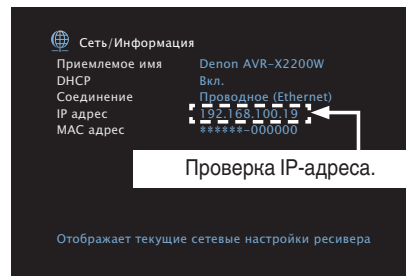 Сеть/Информация
Приемлемое имя Denon AVR-X2200W
DHCP Вкл.
Соединение Проводное (Ethernet)
IP адрес 192.168.100.19
MAC адрес ******-000000
Проверка IP-адреса.
Отображает текущие сетевые настройки ресивера